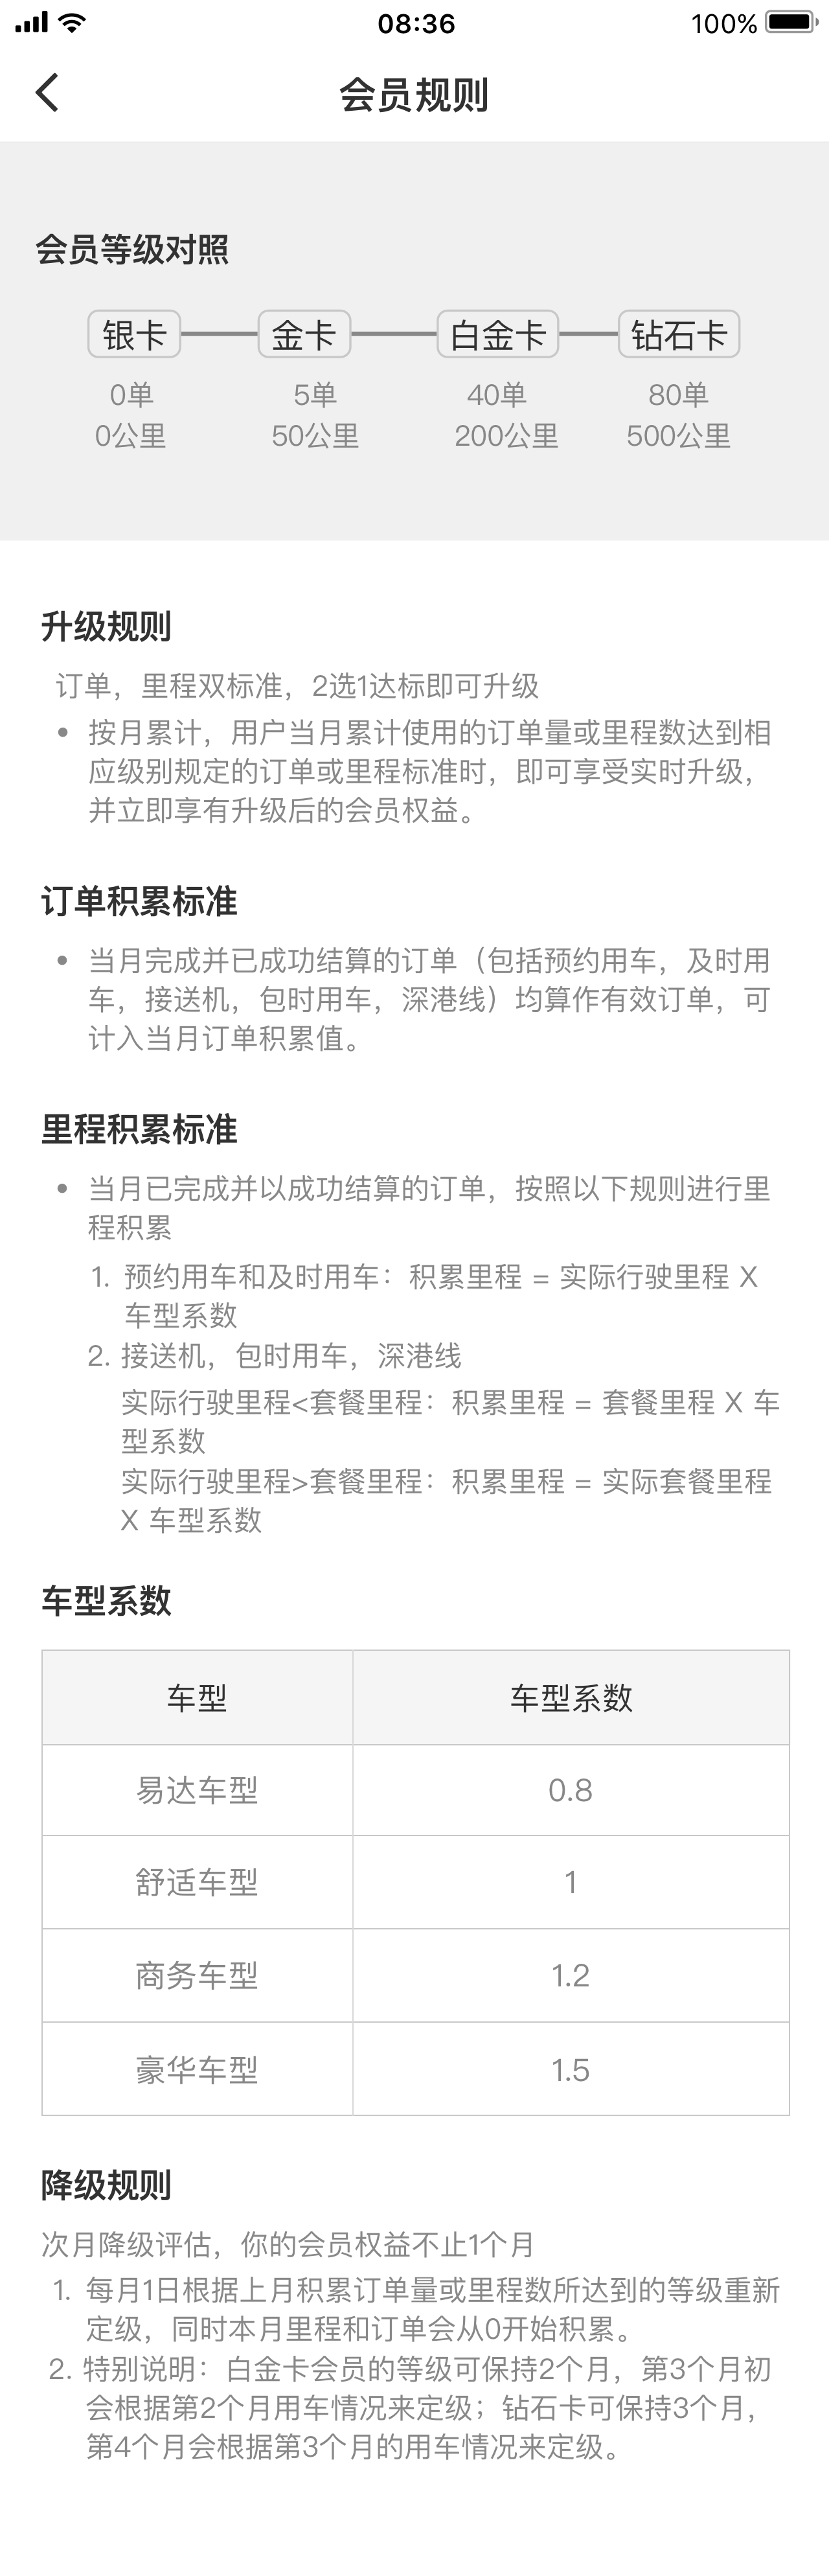 08:36
100%
会员规则
会员等级对照
银卡 金卡 白金卡 钻石卡
0单 5单 40单 80单
0公里 50公里 200公里 500公里
升级规则
订单，里程双标准，2选1达标即可升级
• 按月累计，用户当月累计使用的订单量或里程数达到相
应级别规定的订单或里程标准时，即可享受实时升级，
并立即享有升级后的会员权益。
订单积累标准
• 当月完成并已成功结算的订单（包括预约用车，及时用
车，接送机，包时用车，深港线）均算作有效订单，可
计入当月订单积累值。
里程积累标准
• 当月已完成并以成功结算的订单，按照以下规则进行里
程积累
1. 预约用车和及时用车：积累里程 = 实际行驶里程 X
车型系数
2. 接送机，包时用车，深港线
实际行驶里程<套餐里程：积累里程 = 套餐里程 X 车
型系数
实际行驶里程>套餐里程：积累里程 = 实际套餐里程
X 车型系数
车型系数
车型 车型系数
易达车型 0.8
舒适车型 1
商务车型 1.2
豪华车型 1.5
降级规则
次月降级评估，你的会员权益不止1个月
1. 每月1日根据上月积累订单量或里程数所达到的等级重新
定级，同时本月里程和订单会从0开始积累。
2. 特别说明：白金卡会员的等级可保持2个月，第3个月初
会根据第2个月用车情况来定级；钻石卡可保持3个月，
第4个月会根据第3个月的用车情况来定级。